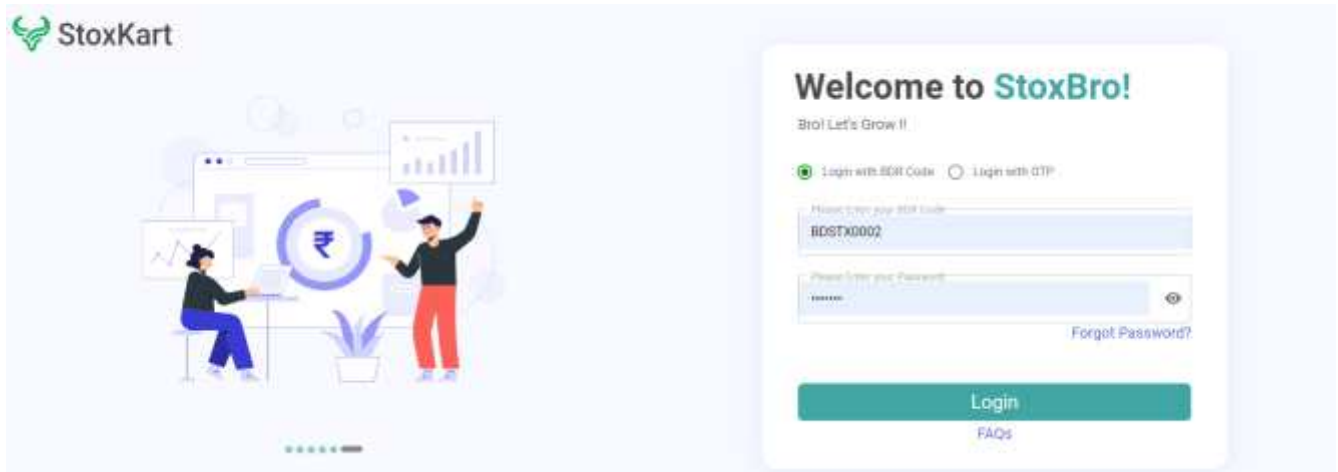 StoxKart
Welcome to StoxBro!
Bro! Let's Grow !!
Login with BDR Code Login with OTP
Please Enter your BDR Code
BDSTX0002
Please Enter your Password
••••••••
Forgot Password?
Login
FAQs